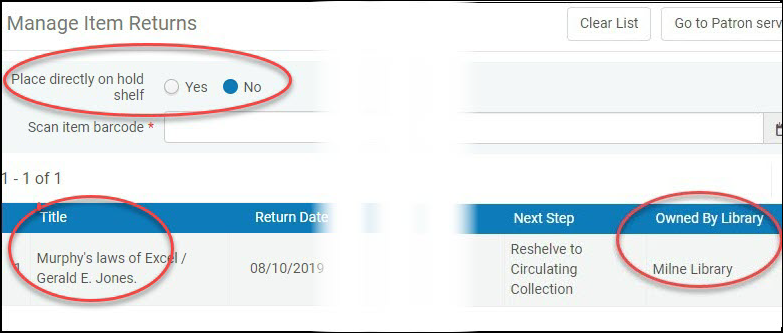 Manage Item Returns
Clear List
Go to Patron serv
Place directly on hold
shelf
Yes
No
Scan item barcode *
1 - 1 of 1
Title
Return Date
Next Step
Owned By Library
1
Murphy's laws of Excel /
Gerald E. Jones.
08/10/2019
Reshelve to
Circulating
Collection
Milne Library